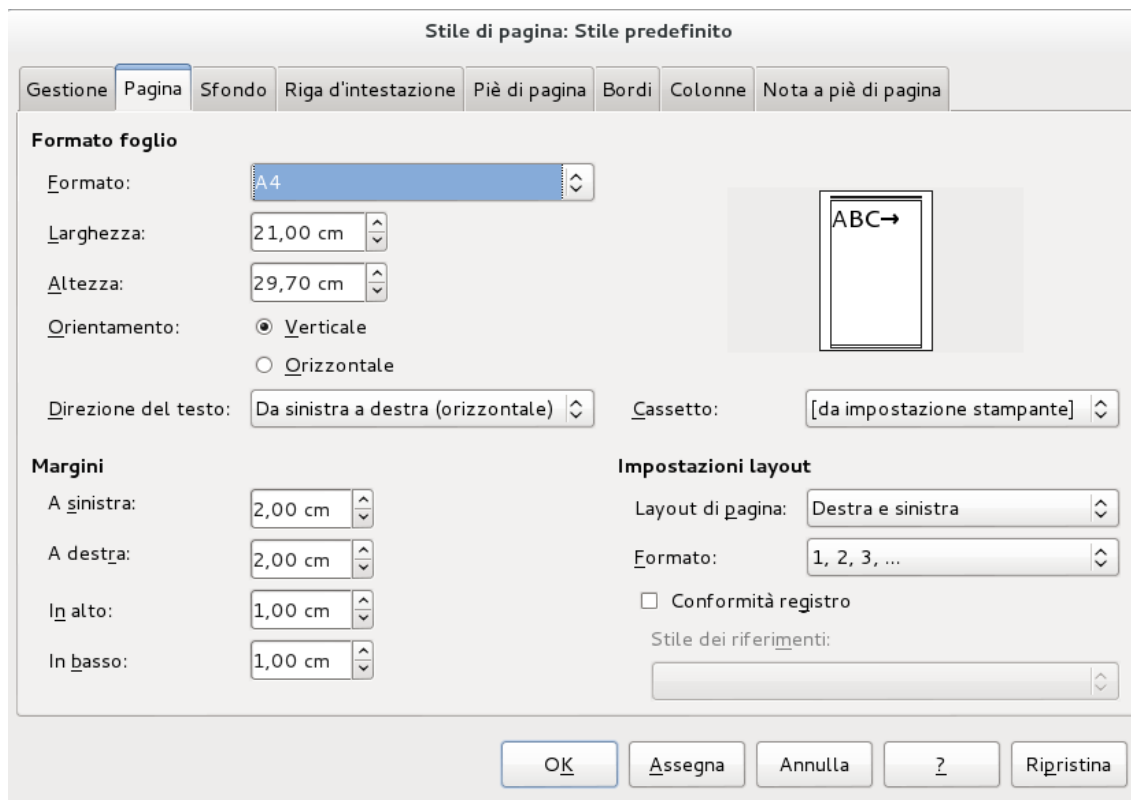 Stile di pagina: Stile predefinito
Gestione Pagina Sfondo Riga d'intestazione Piè di pagina Bordi Colonne Nota a piè di pagina
Formato foglio
Formato: A4
Larghezza: 21,00 cm
Altezza: 29,70 cm
Orientamento: Verticale
Orizzontale
ABC→
Direzione del testo: Da sinistra a destra (orizzontale)
Cassetto: [da impostazione stampante]
Margini
A sinistra: 2,00 cm
A destra: 2,00 cm
In alto: 1,00 cm
In basso: 1,00 cm
Impostazioni layout
Layout di pagina: Destra e sinistra
Formato: 1, 2, 3, ...
Conformità registro
Stile dei riferimenti:
OK Assegna Annulla ? Ripristina